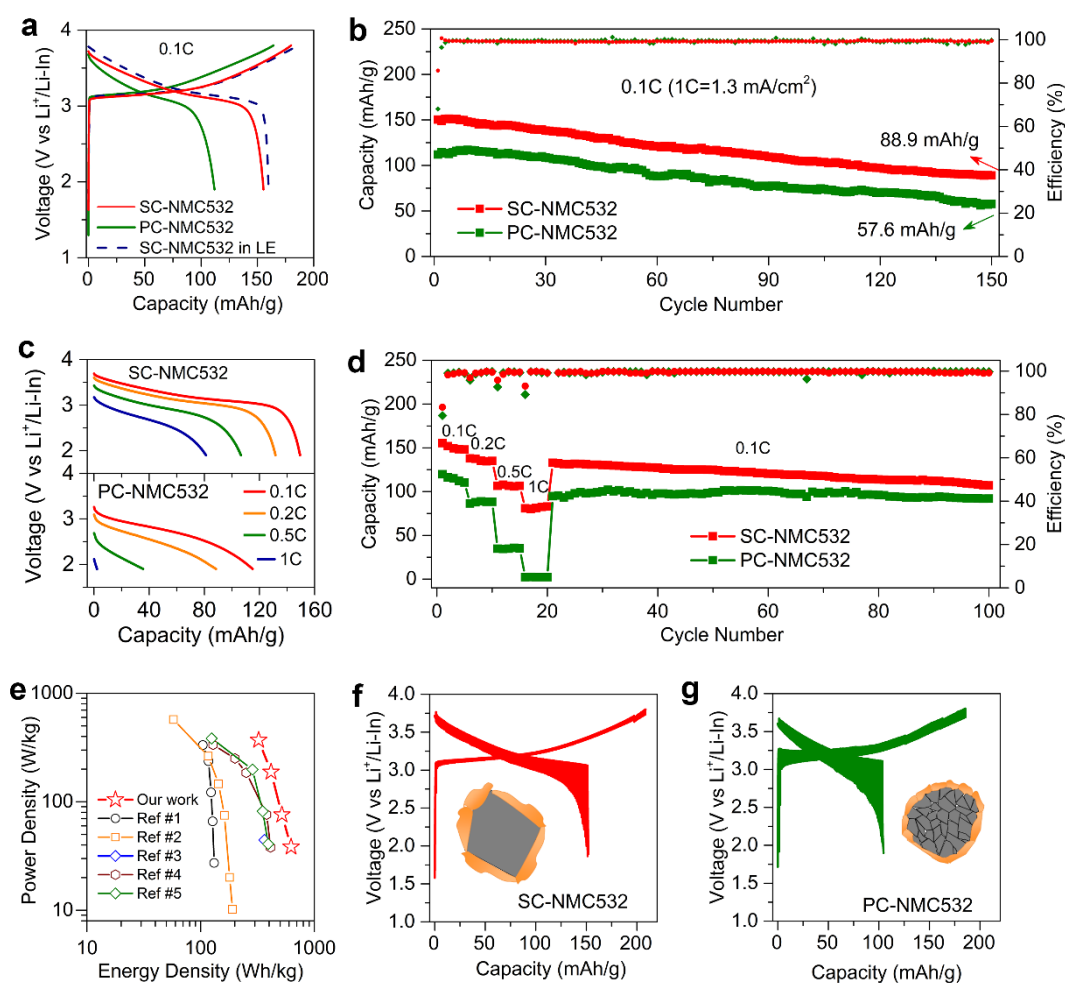 a
0.1C
4
3
2
1
Voltage (V vs Li⁺/Li-In)
SC-NMC532
PC-NMC532
SC-NMC532 in LE
0 50 100 150 200
Capacity (mAh/g)
b
250
200
150
100
50
0
Capacity (mAh/g)
0.1C (1C=1.3 mA/cm²)
88.9 mAh/g
57.6 mAh/g
SC-NMC532
PC-NMC532
100
80
60
40
20
0
Efficiency (%)
0 30 60 90 120 150
Cycle Number
c
SC-NMC532
4
3
2
4
3
2
Voltage (V vs Li⁺/Li-In)
PC-NMC532
0.1C
0.2C
0.5C
1C
0 40 80 120 160
Capacity (mAh/g)
d
250
200
150
100
50
0
Capacity (mAh/g)
0.1C
0.2C
0.5C
1C
0.1C
SC-NMC532
PC-NMC532
100
80
60
40
20
0
Efficiency (%)
0 20 40 60 80 100
Cycle Number
e
1000
100
10
Power Density (W/kg)
Our work
Ref #1
Ref #2
Ref #3
Ref #4
Ref #5
10 100 1000
Energy Density (Wh/kg)
f
4.0
3.5
3.0
2.5
2.0
1.5
1.0
Voltage (V vs Li⁺/Li-In)
SC-NMC532
0 50 100 150 200
Capacity (mAh/g)
g
4.0
3.5
3.0
2.5
2.0
1.5
1.0
Voltage (V vs Li⁺/Li-In)
PC-NMC532
0 50 100 150 200
Capacity (mAh/g)